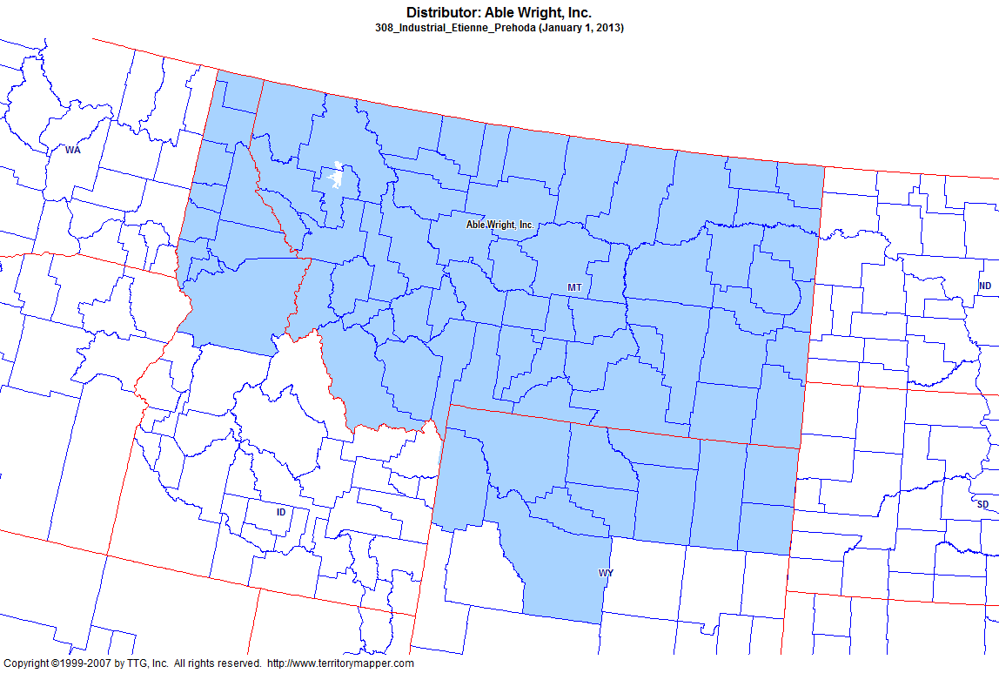 Distributor: Able Wright, Inc.
308_Industrial_Etienne_Prehoda (January 1, 2013)
WA
Able Wright, Inc.
MT
ND
SD
ID
WY
Copyright ©1999-2007 by TTG, Inc.  All rights reserved.  http://www.territorymapper.com